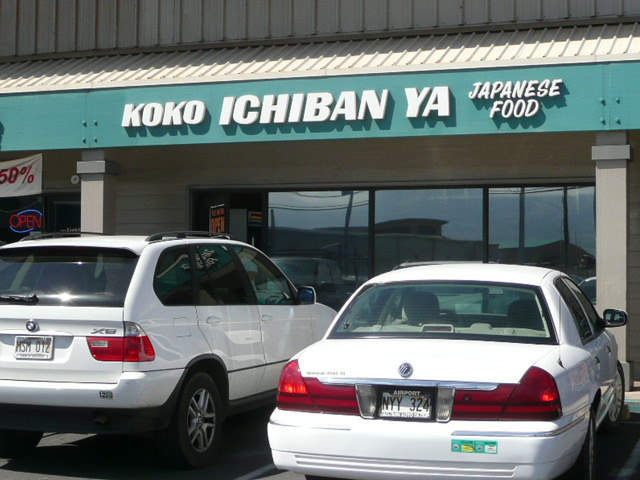 KOKO ICHIBAN YA
JAPANESE
FOOD
50%
OPEN
OPEN
X5
AIRPORT
NYY 324